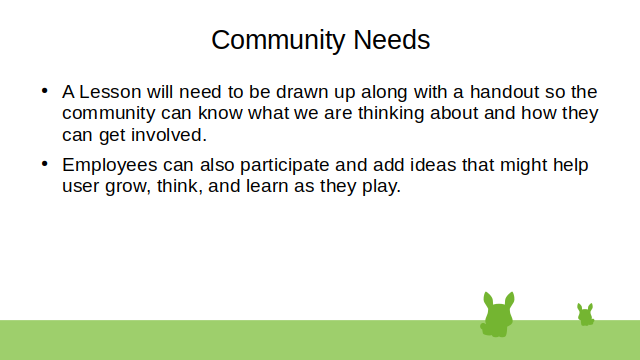 Community Needs
• A Lesson will need to be drawn up along with a handout so the
community can know what we are thinking about and how they
can get involved.
• Employees can also participate and add ideas that might help
user grow, think, and learn as they play.